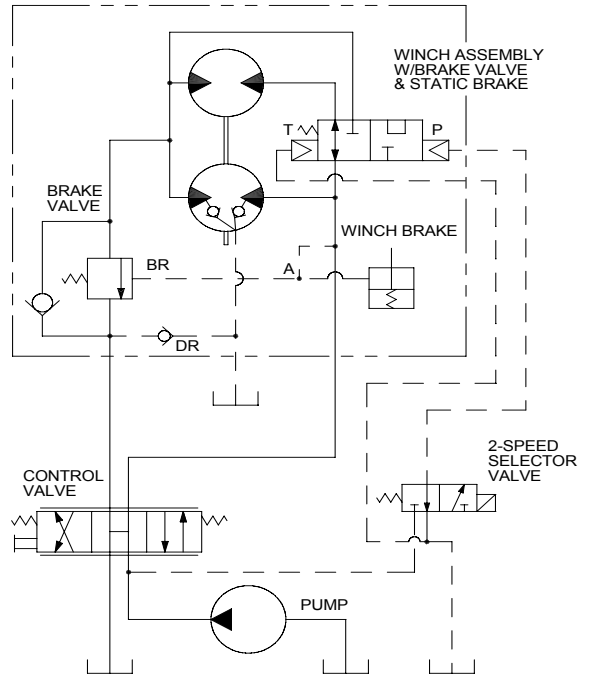 WINCH ASSEMBLY
W/BRAKE VALVE
& STATIC BRAKE
T
P
BRAKE
VALVE
WINCH BRAKE
BR
A
DR
2-SPEED
SELECTOR
VALVE
CONTROL
VALVE
PUMP